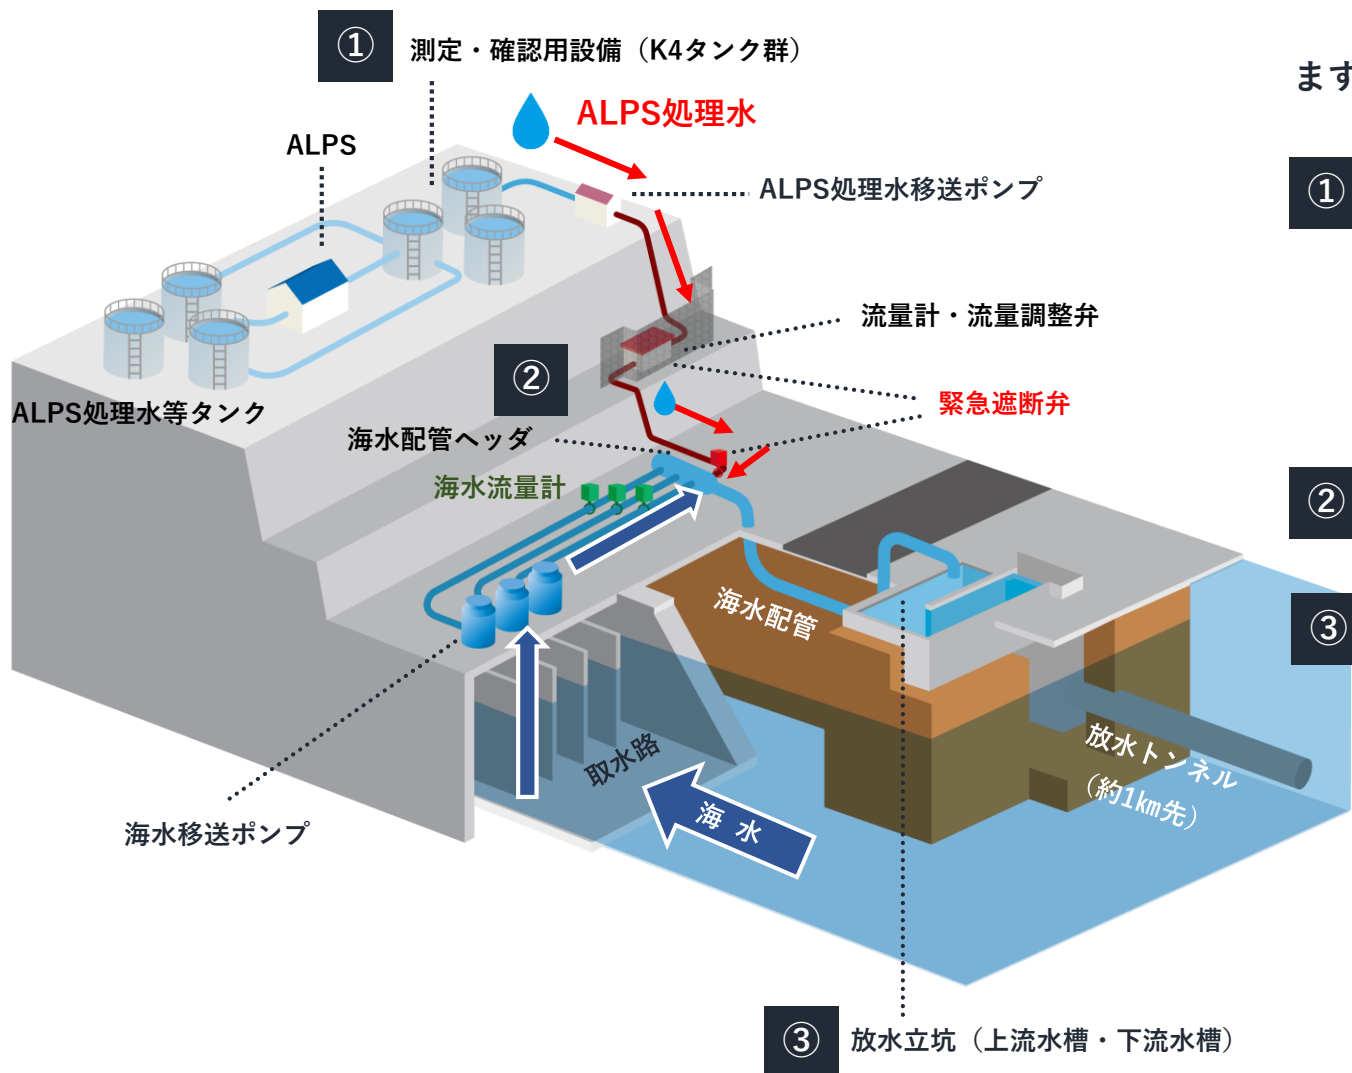 ① 測定・確認用設備（K4タンク群）
ます
ALPS処理水
ALPS
ALPS処理水移送ポンプ
①
流量計・流量調整弁
②
緊急遮断弁
ALPS処理水等タンク
海水配管ヘッダ
海水流量計
②
海水配管
③
放水トンネル
（約1㎞先）
取水路
海水
海水移送ポンプ
③ 放水立坑（上流水槽・下流水槽）